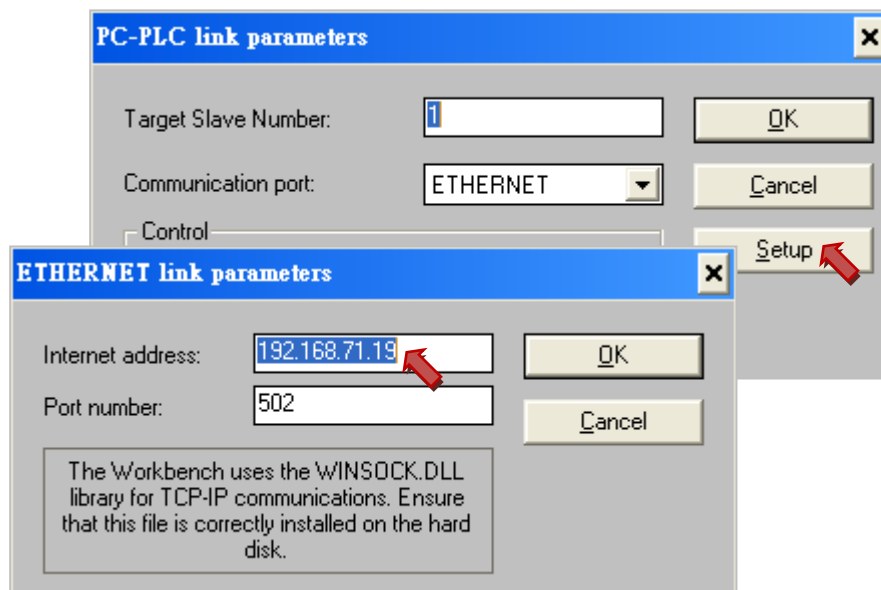 PC-PLC link parameters
Target Slave Number:
1
OK
Communication port:
ETHERNET
Cancel
Control
Setup
ETHERNET link parameters
Internet address:
192.168.71.19
OK
Port number:
502
Cancel
The Workbench uses the WINSOCK.DLL
library for TCP-IP communications. Ensure
that this file is correctly installed on the hard
disk.